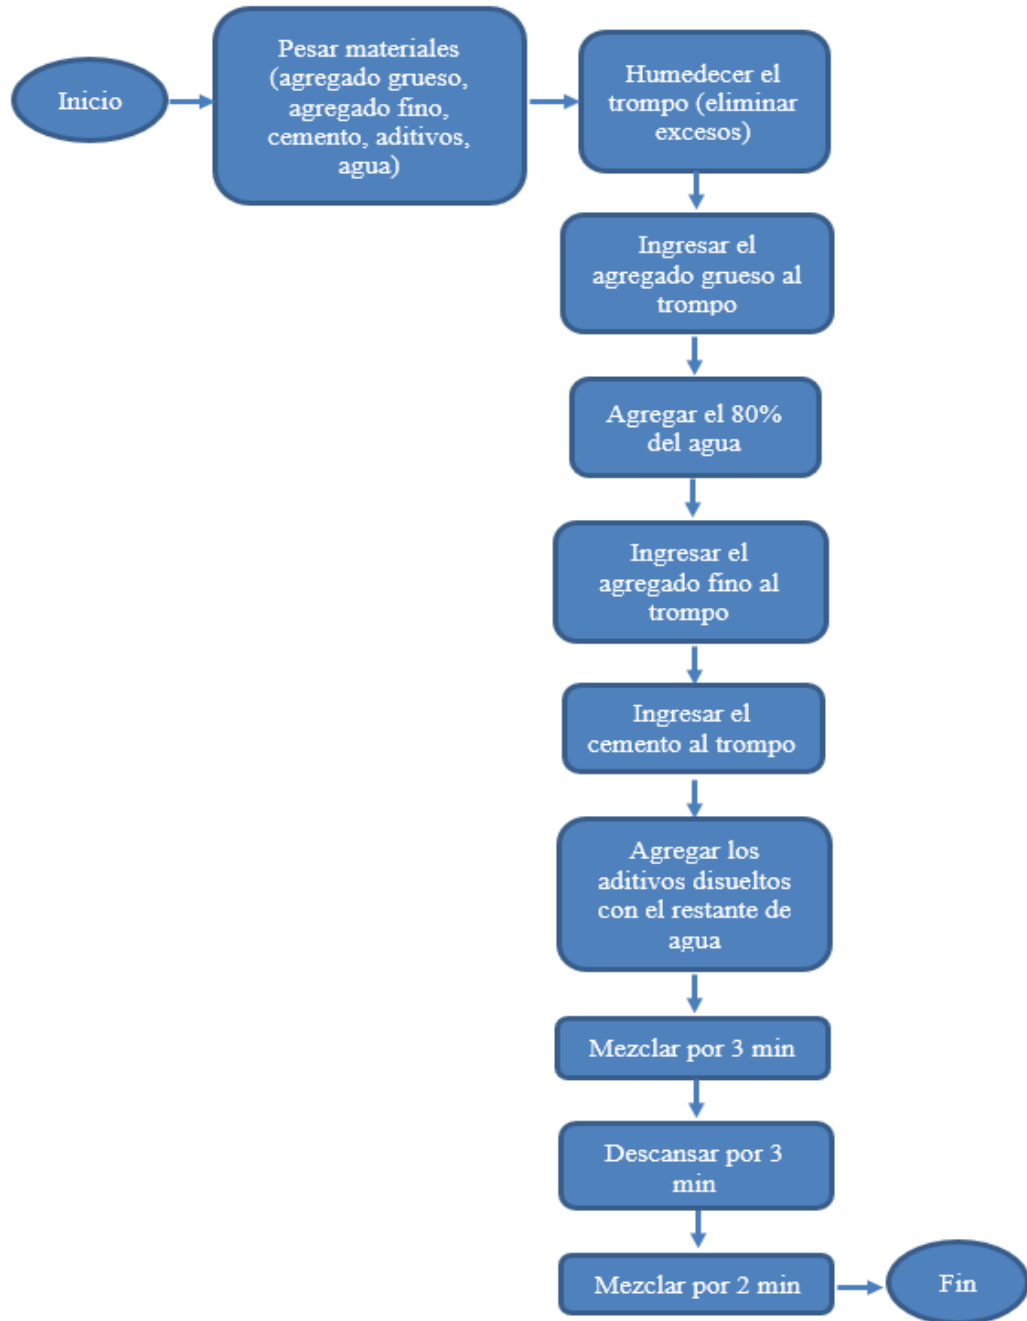 Inicio
Pesar materiales
(agregado grueso,
agregado fino,
cemento, aditivos,
agua)
Humedecer el
trompo (eliminar
excesos)
Ingresar el
agregado grueso al
trompo
Agregar el 80%
del agua
Ingresar el
agregado fino al
trompo
Ingresar el
cemento al trompo
Agregar los
aditivos disueltos
con el restante de
agua
Mezclar por 3 min
Descansar por 3
min
Mezclar por 2 min
Fin